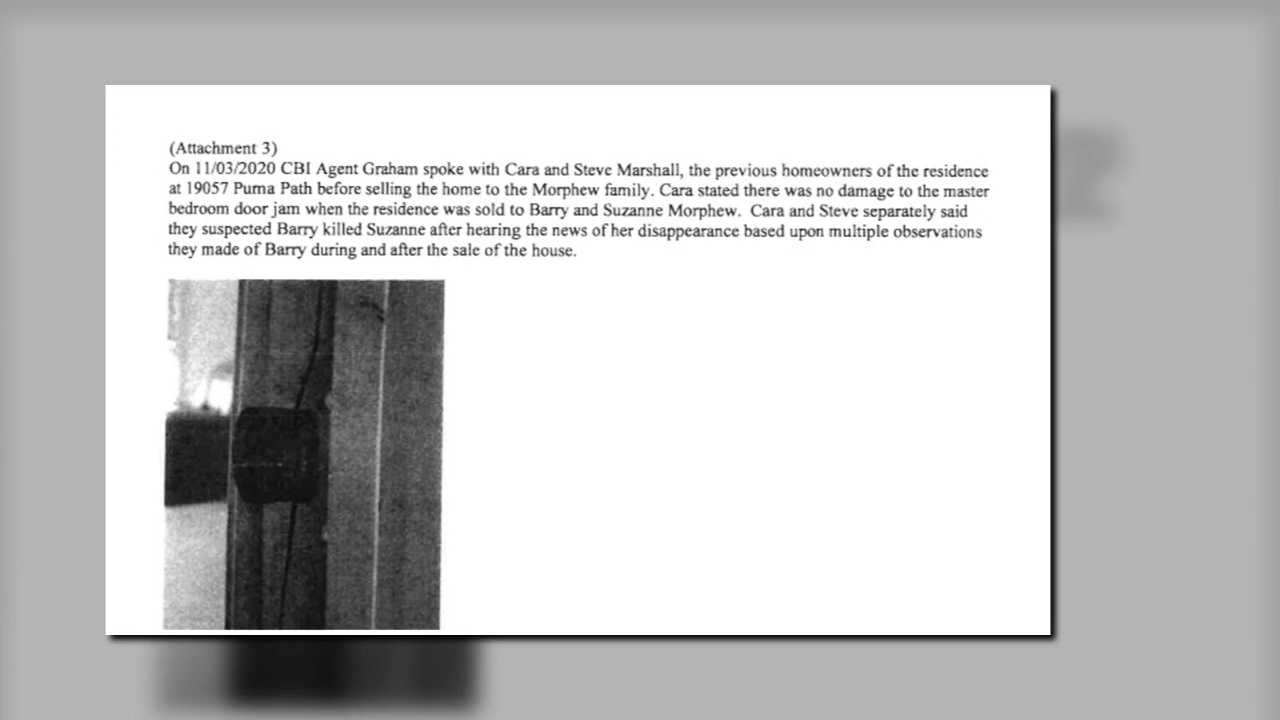 (Attachment 3)
On 11/03/2020 CBI Agent Graham spoke with Cara and Steve Marshall, the previous homeowners of the residence
at 19057 Puma Path before selling the home to the Morphew family. Cara stated there was no damage to the master
bedroom door jam when the residence was sold to Barry and Suzanne Morphew. Cara and Steve separately said
they suspected Barry killed Suzanne after hearing the news of her disappearance based upon multiple observations
they made of Barry during and after the sale of the house.